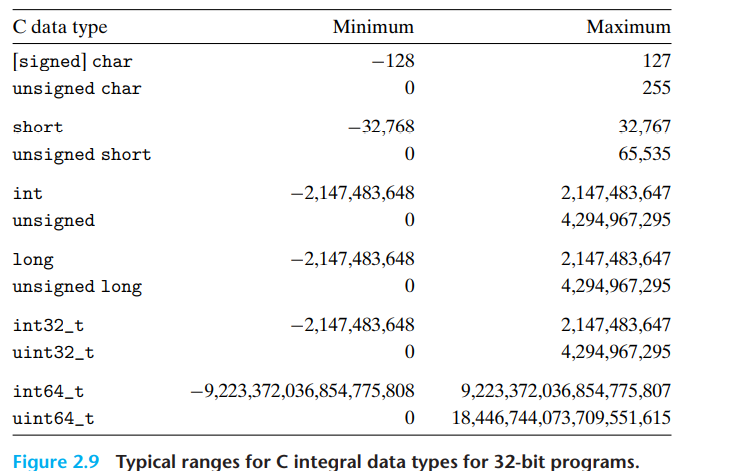 C data type Minimum Maximum
[signed] char −128 127
unsigned char 0 255
short −32,768 32,767
unsigned short 0 65,535
int −2,147,483,648 2,147,483,647
unsigned 0 4,294,967,295
long −2,147,483,648 2,147,483,647
unsigned long 0 4,294,967,295
int32_t −2,147,483,648 2,147,483,647
uint32_t 0 4,294,967,295
int64_t −9,223,372,036,854,775,808 9,223,372,036,854,775,807
uint64_t 0 18,446,744,073,709,551,615
Figure 2.9 Typical ranges for C integral data types for 32-bit programs.